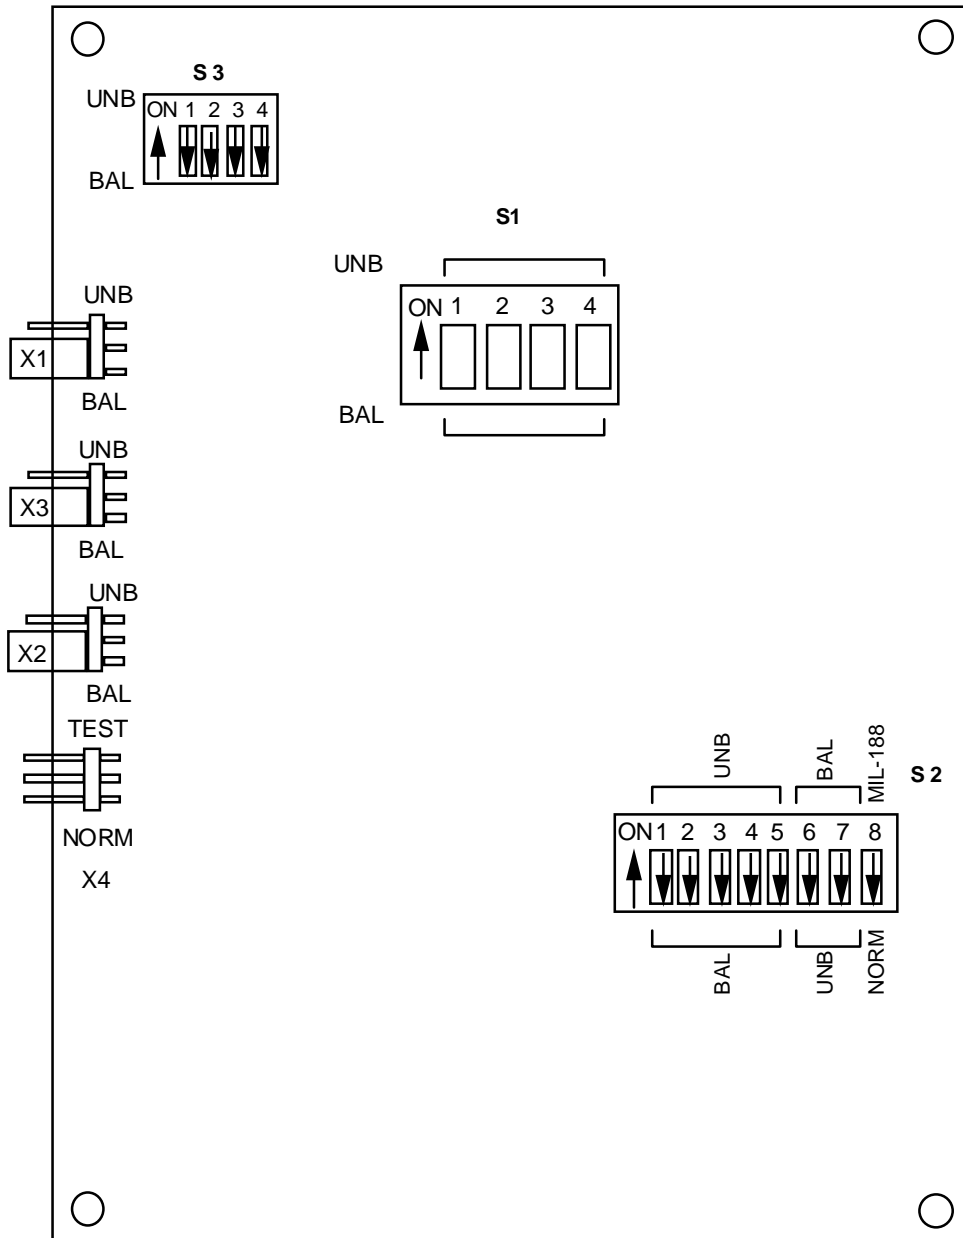 S 3
UNB
ON 1 2 3 4
BAL
S1
UNB
ON 1 2 3 4
BAL
UNB
X1
BAL
UNB
X3
BAL
UNB
X2
BAL
TEST
NORM
X4
UNB
BAL
MIL-188
S 2
ON 1 2 3 4 5 6 7 8
BAL
UNB
NORM